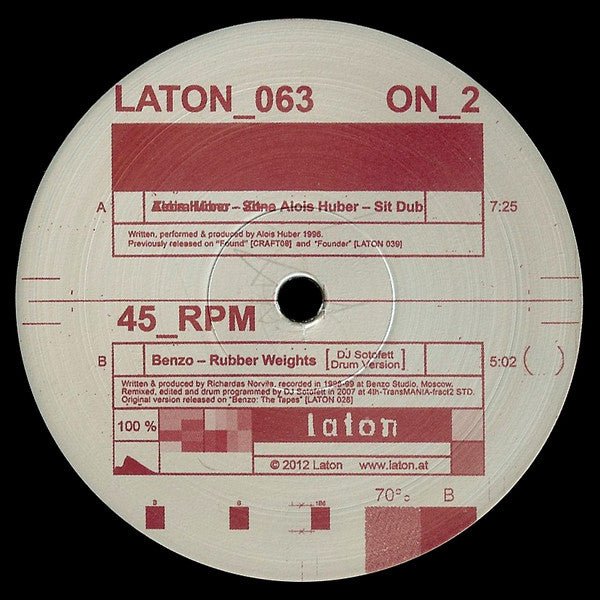 LATON_063 ON_2
A Alois Huber – Sit Dub 7:25
Written, performed & produced by Alois Huber 1996.
Previously released on "Found" [CRAFT08] and "Founder" [LATON 039]
45_RPM
B Benzo – Rubber Weights [DJ Sotofett Drum Version] 5:02 ( )
Written & produced by Richardas Norvila, recorded in 1998-99 at Benzo Studio, Moscow.
Remixed, edited and drum programmed by DJ Sotofett in 2007 at 4th-TransMANIA-fract2 STD.
Original version released on "Benzo: The Tapes" [LATON 028]
100 % laton
© 2012 Laton www.laton.at
70% B
B